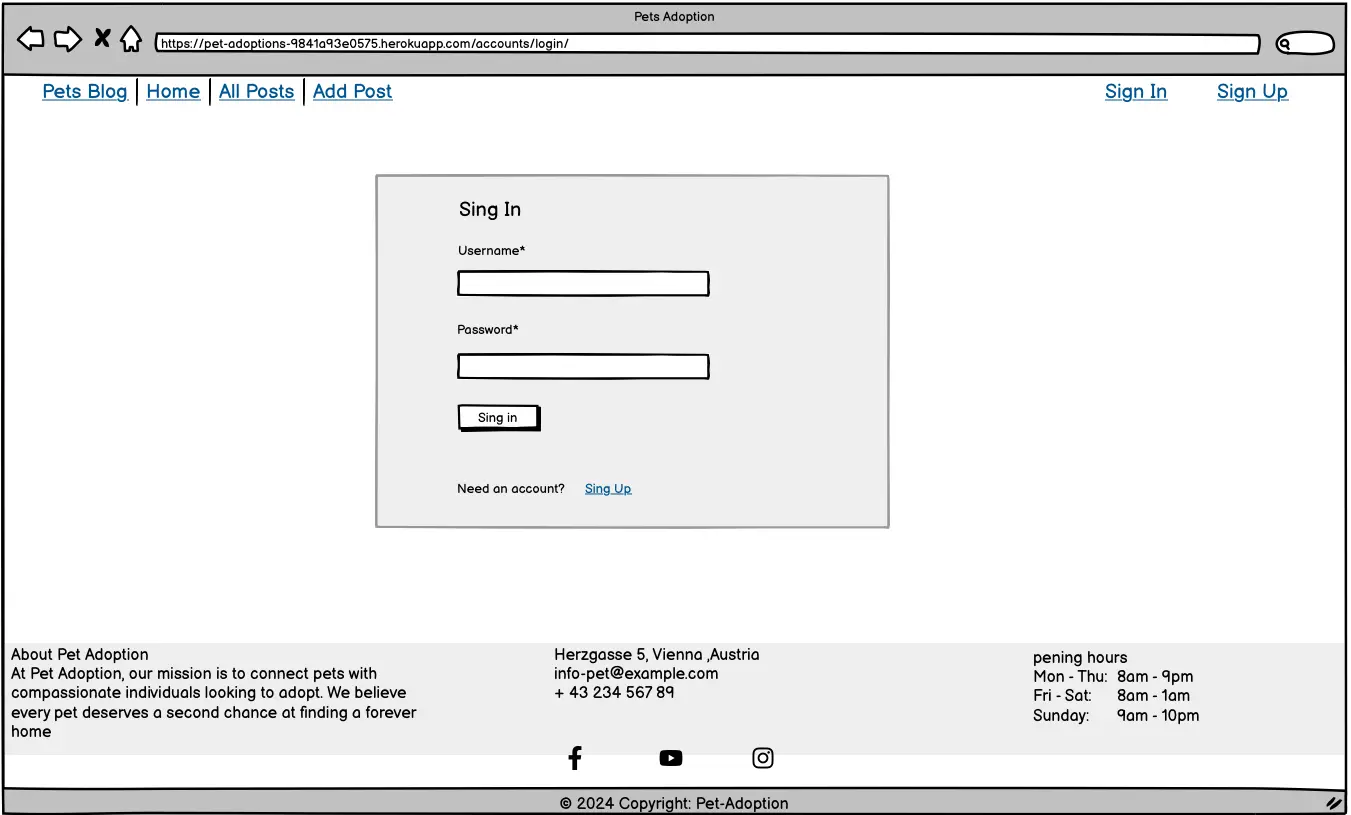 Pets Adoption
https://pet-adoptions-9841a93e0575.herokuapp.com/accounts/login/
Pets Blog Home All Posts Add Post Sign In Sign Up
Sing In
Username*
Password*
Sing in
Need an account? Sing Up
About Pet Adoption
At Pet Adoption, our mission is to connect pets with
compassionate individuals looking to adopt. We believe
every pet deserves a second chance at finding a forever
home
Herzgasse 5, Vienna ,Austria
info-pet@example.com
+ 43 234 567 89
pening hours
Mon - Thu: 8am - 9pm
Fri - Sat: 8am - 1am
Sunday: 9am - 10pm
© 2024 Copyright: Pet-Adoption